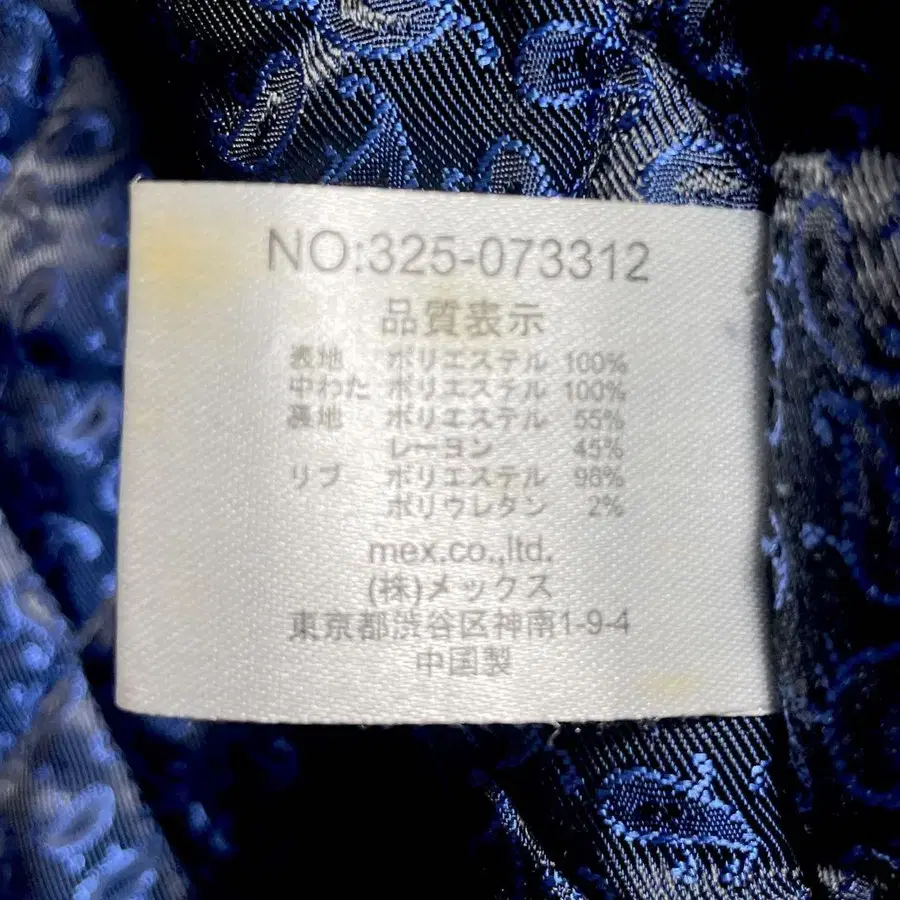 NO:325-073312
品質表示
表地 ポリエステル 100%
中わた ポリエステル 100%
裏地 ポリエステル 55%
レーヨン 45%
リブ ポリエステル 98%
ポリウレタン 2%
mex.co.,ltd.
(株)メックス
東京都渋谷区神南1-9-4
中国製